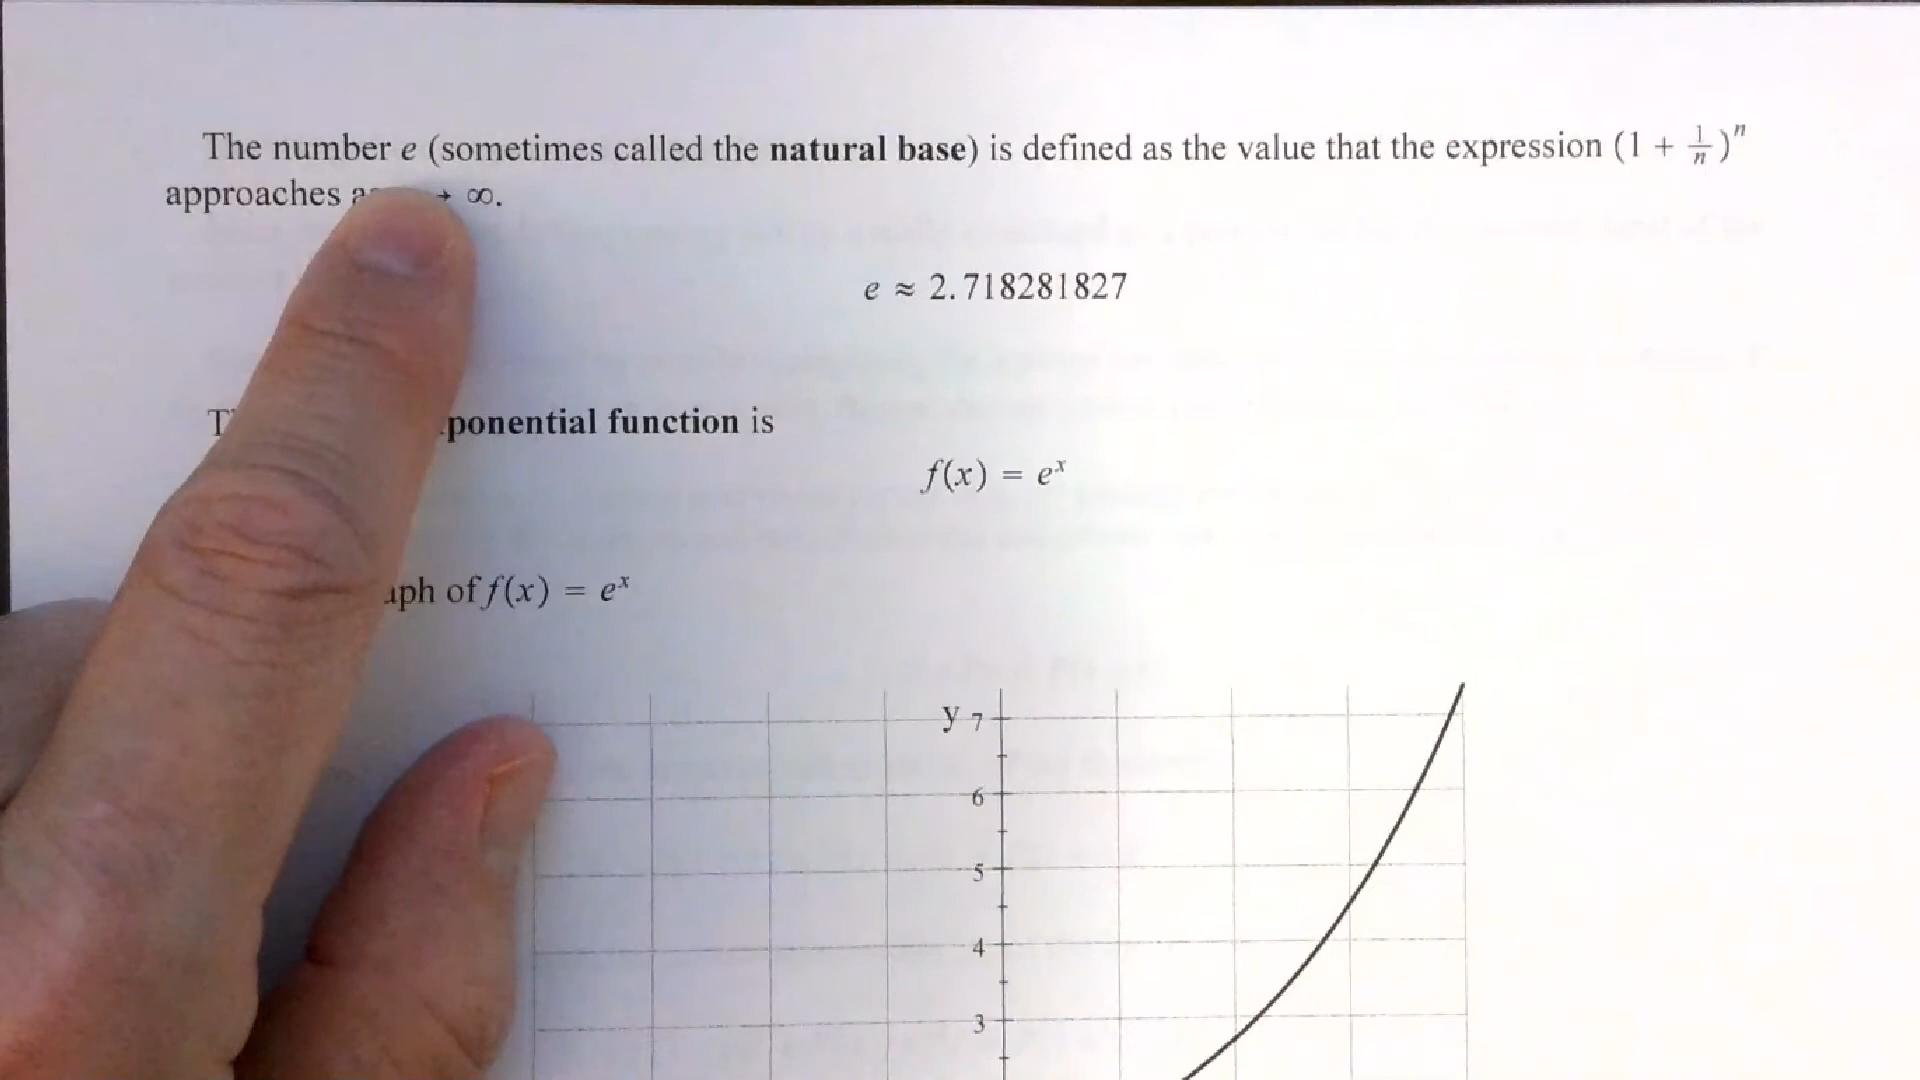 The number e (sometimes called the natural base) is defined as the value that the expression (1 + 1/n)^n
approaches → ∞.
e ≈ 2.718281827
ponential function is
f(x) = e^x
aph of f(x) = e^x
y 7
6
5
4
3